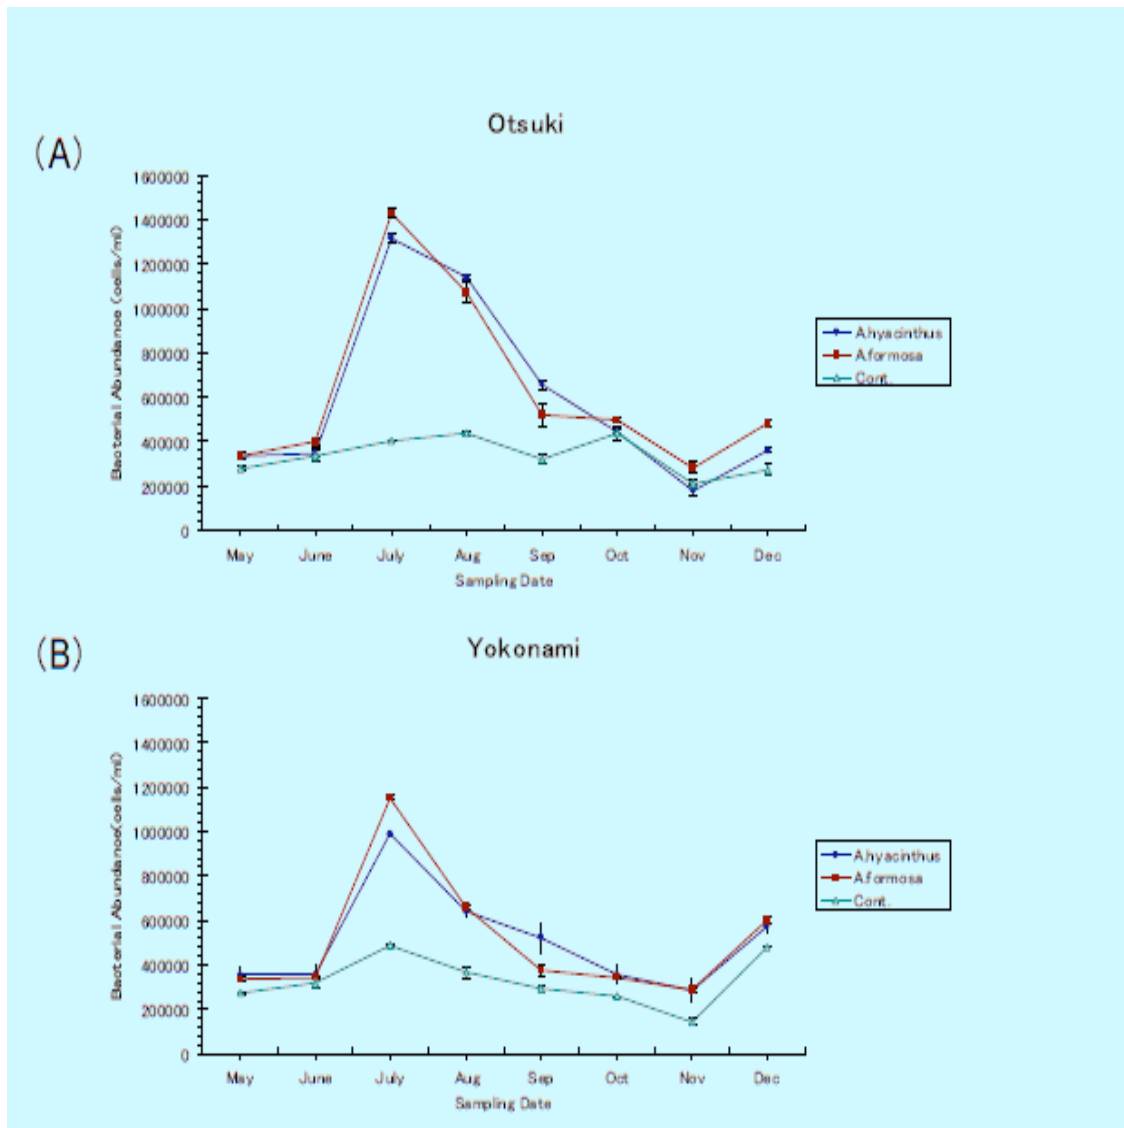 Otsuki
(A)
1600000
1400000
1200000
1000000
800000
600000
400000
200000
0
Bacterial Abundance (cells/ml)
May June July Aug Sep Oct Nov Dec
Sampling Date
A.hyacinthus
A.formosa
Cont.
(B)
Yokonami
1600000
1400000
1200000
1000000
800000
600000
400000
200000
0
Bacterial Abundance(cells/ml)
May June July Aug Sep Oct Nov Dec
Sampling Date
A.hyacinthus
A.formosa
Cont.